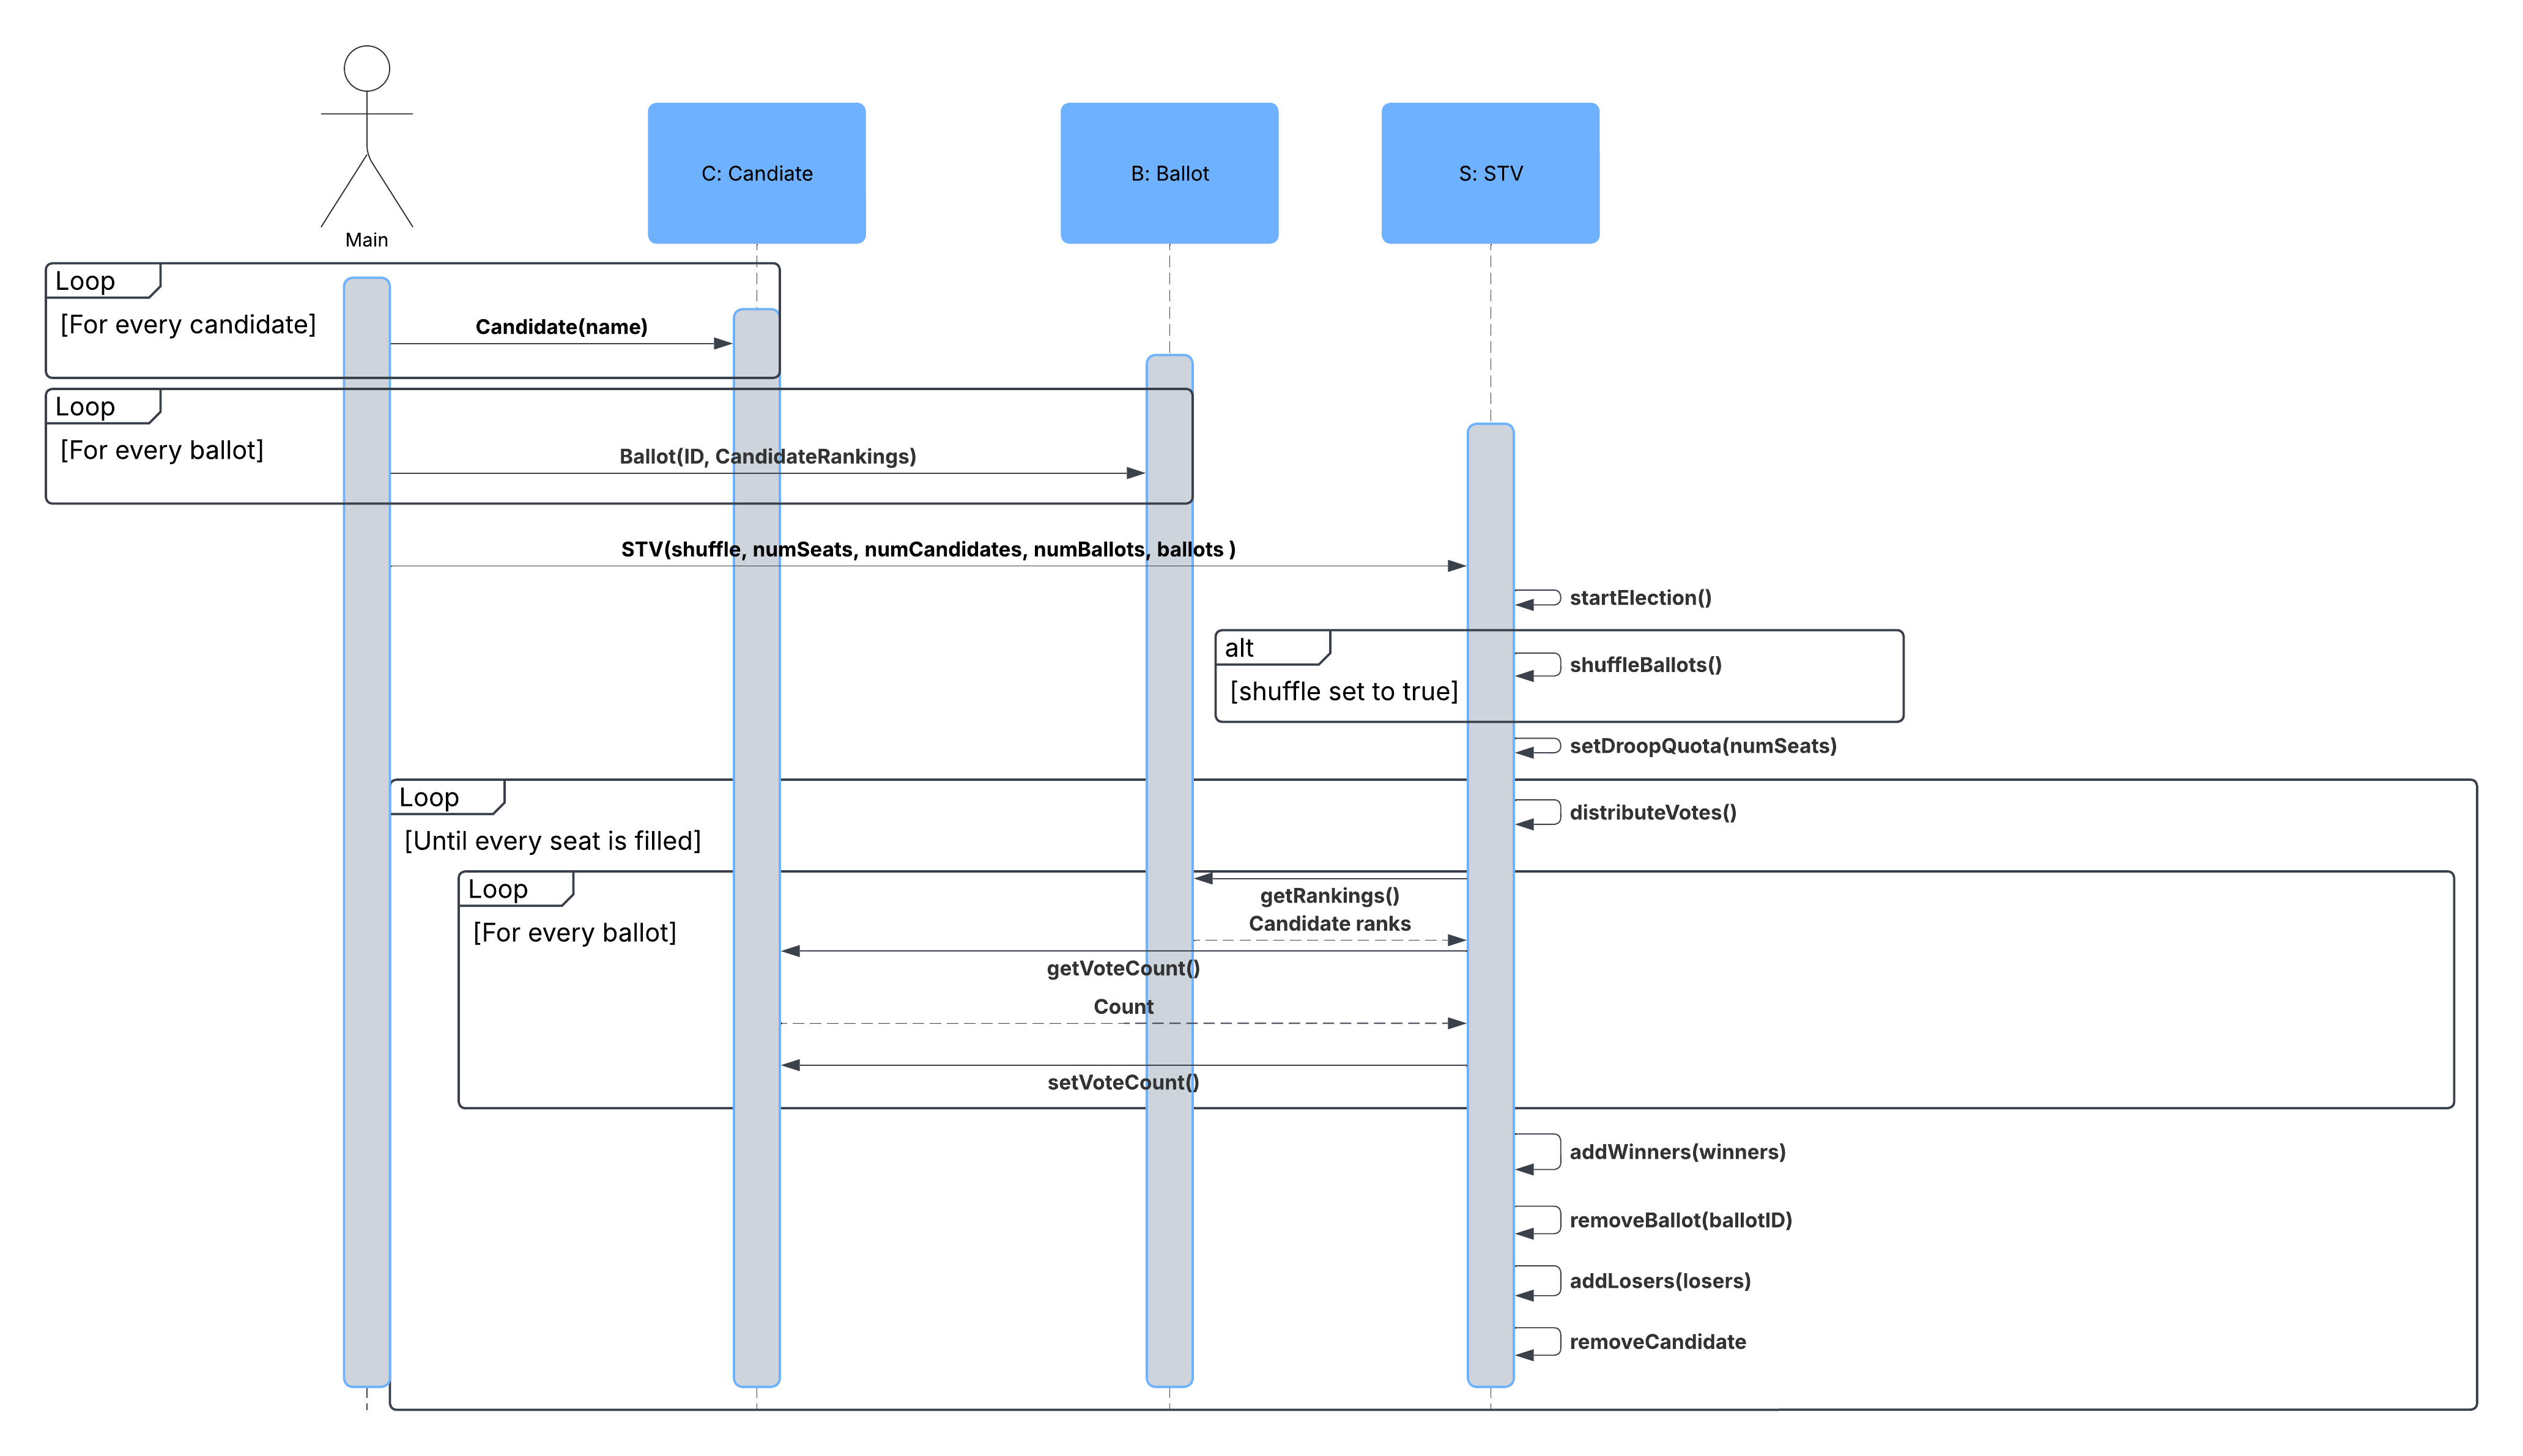 Main
C: Candiate
B: Ballot
S: STV
Loop
[For every candidate]
Candidate(name)
Loop
[For every ballot]
Ballot(ID, CandidateRankings)
STV(shuffle, numSeats, numCandidates, numBallots, ballots )
startElection()
alt
[shuffle set to true]
shuffleBallots()
setDroopQuota(numSeats)
Loop
[Until every seat is filled]
distributeVotes()
Loop
[For every ballot]
getRankings()
Candidate ranks
getVoteCount()
Count
setVoteCount()
addWinners(winners)
removeBallot(ballotID)
addLosers(losers)
removeCandidate